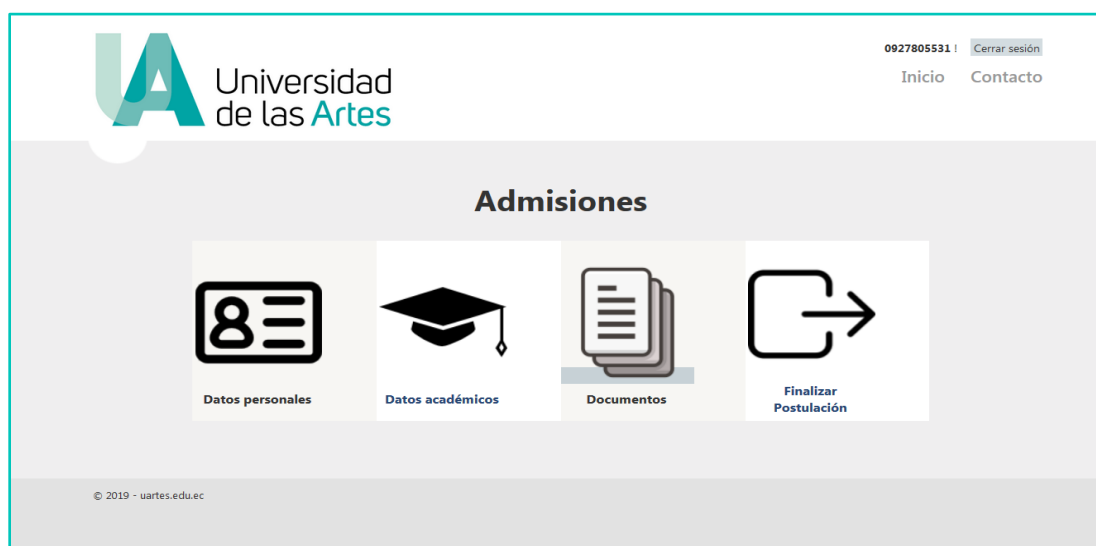 UA
Universidad
de las Artes
0927805531 ! Cerrar sesión
Inicio Contacto
Admisiones
Datos personales
Datos académicos
Documentos
Finalizar
Postulación
© 2019 - uartes.edu.ec